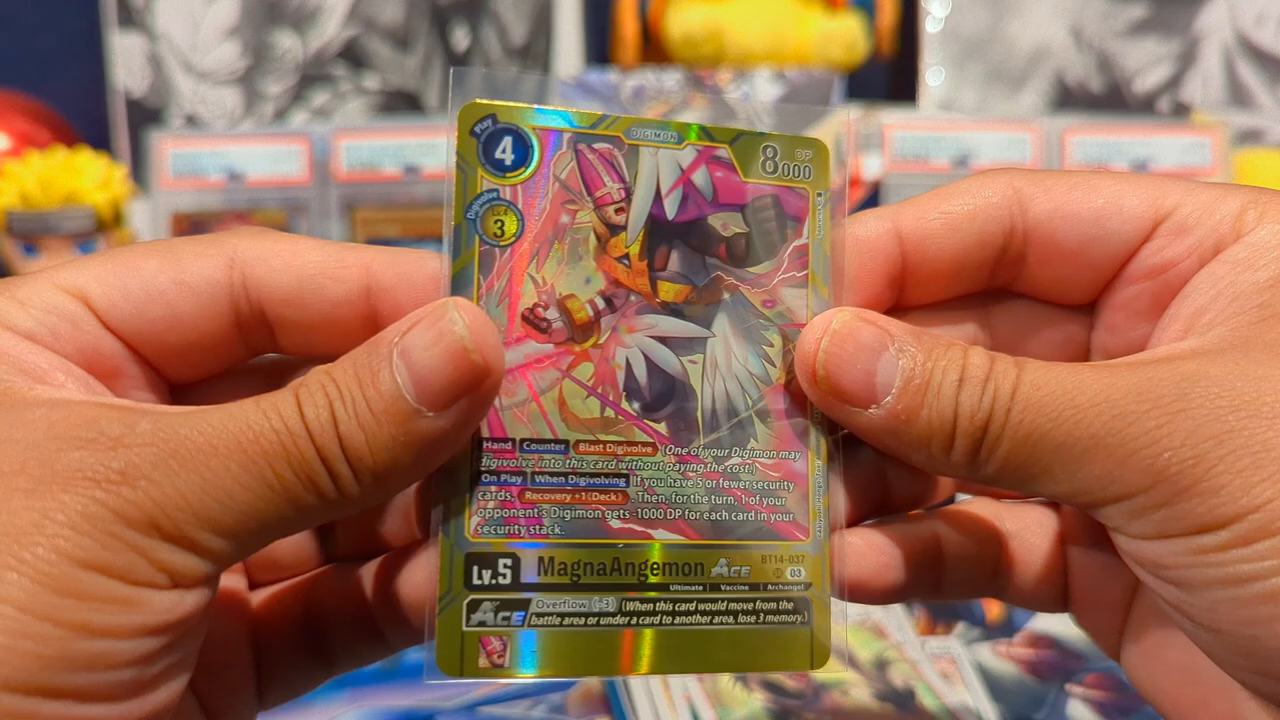 Play
4
DIGIMON
DP
8000
Digivolve
Lv.4
3
Hand Counter Blast Digivolve (One of your Digimon may
digivolve into this card without paying the cost.)
On Play When Digivolving If you have 5 or fewer security
cards, Recovery +1 (Deck). Then, for the turn, 1 of your
opponent's Digimon gets -1000 DP for each card in your
security stack.
Lv.5 MagnaAngemon ACE
BT14-037
03
Ultimate Vaccine Archangel
ACE Overflow (-3) (When this card would move from the
battle area or under a card to another area, lose 3 memory.)